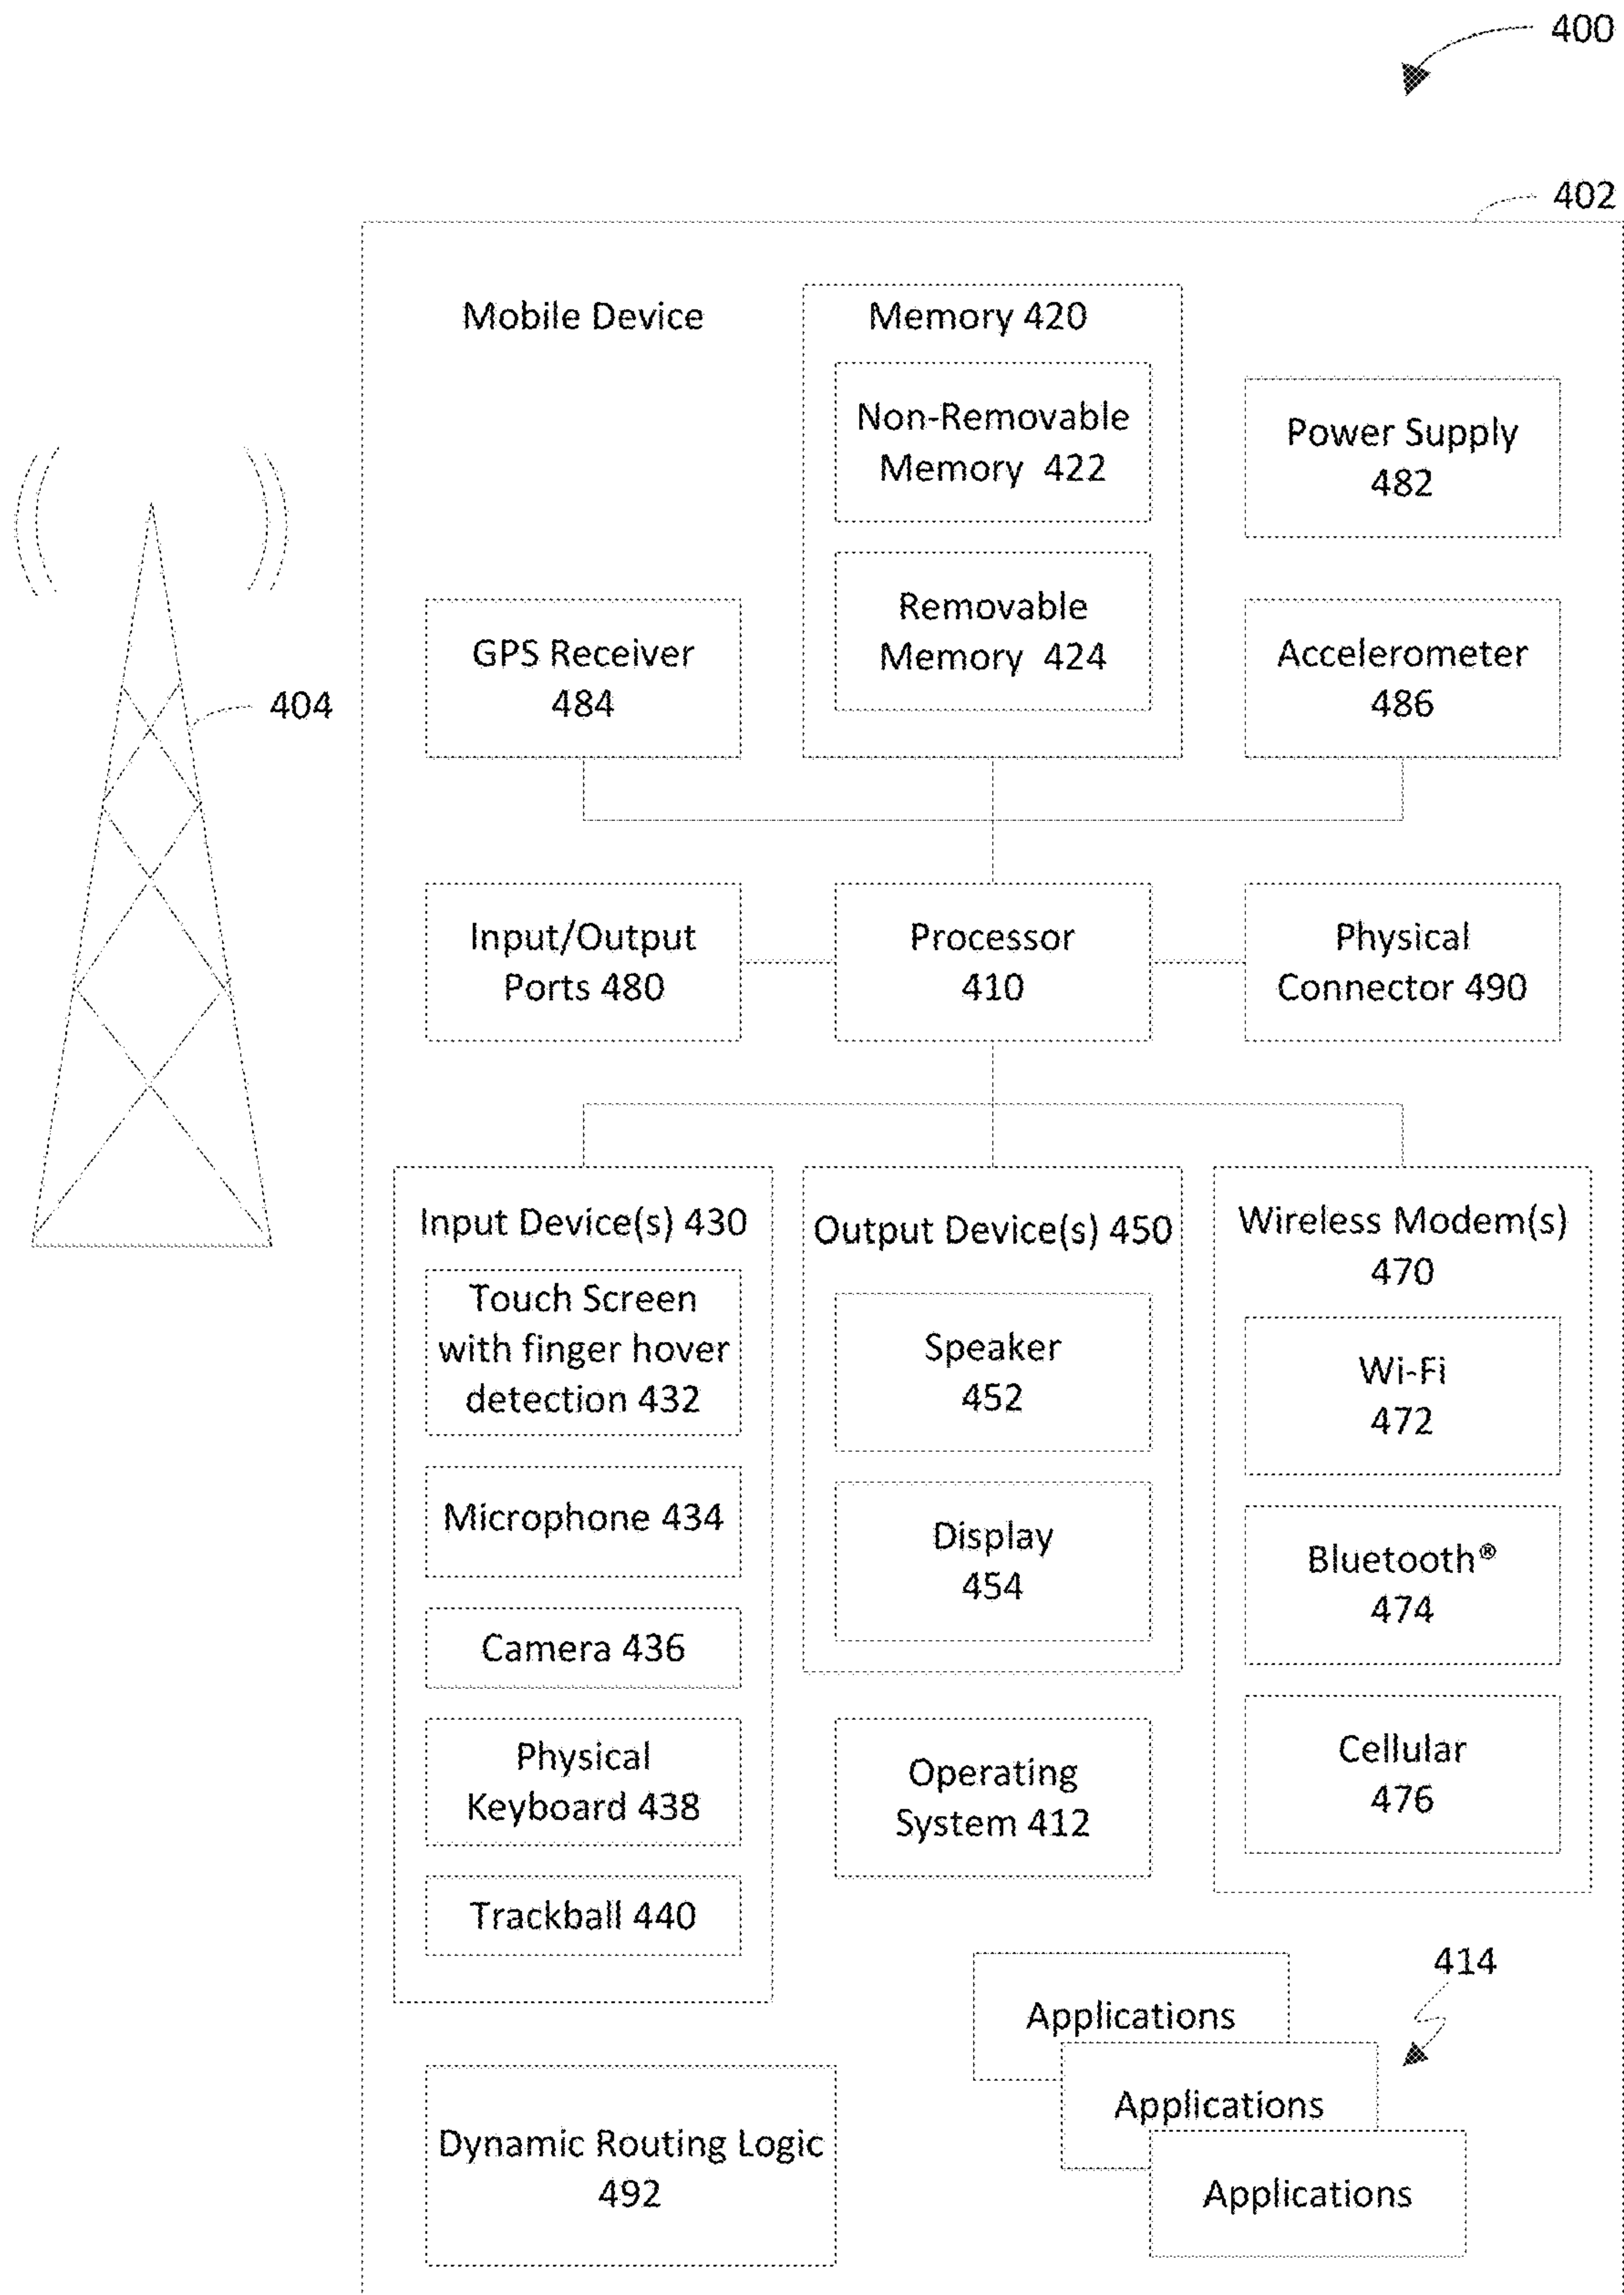 400
402
Mobile Device
Memory 420
Non-Removable
Memory 422
Power Supply
482
Removable
Memory 424
GPS Receiver
484
Accelerometer
486
404
Input/Output
Ports 480
Processor
410
Physical
Connector 490
Input Device(s) 430
Touch Screen
with finger hover
detection 432
Microphone 434
Camera 436
Physical
Keyboard 438
Trackball 440
Output Device(s) 450
Speaker
452
Display
454
Operating
System 412
Wireless Modem(s)
470
Wi-Fi
472
Bluetooth®
474
Cellular
476
414
Applications
Applications
Applications
Dynamic Routing Logic
492